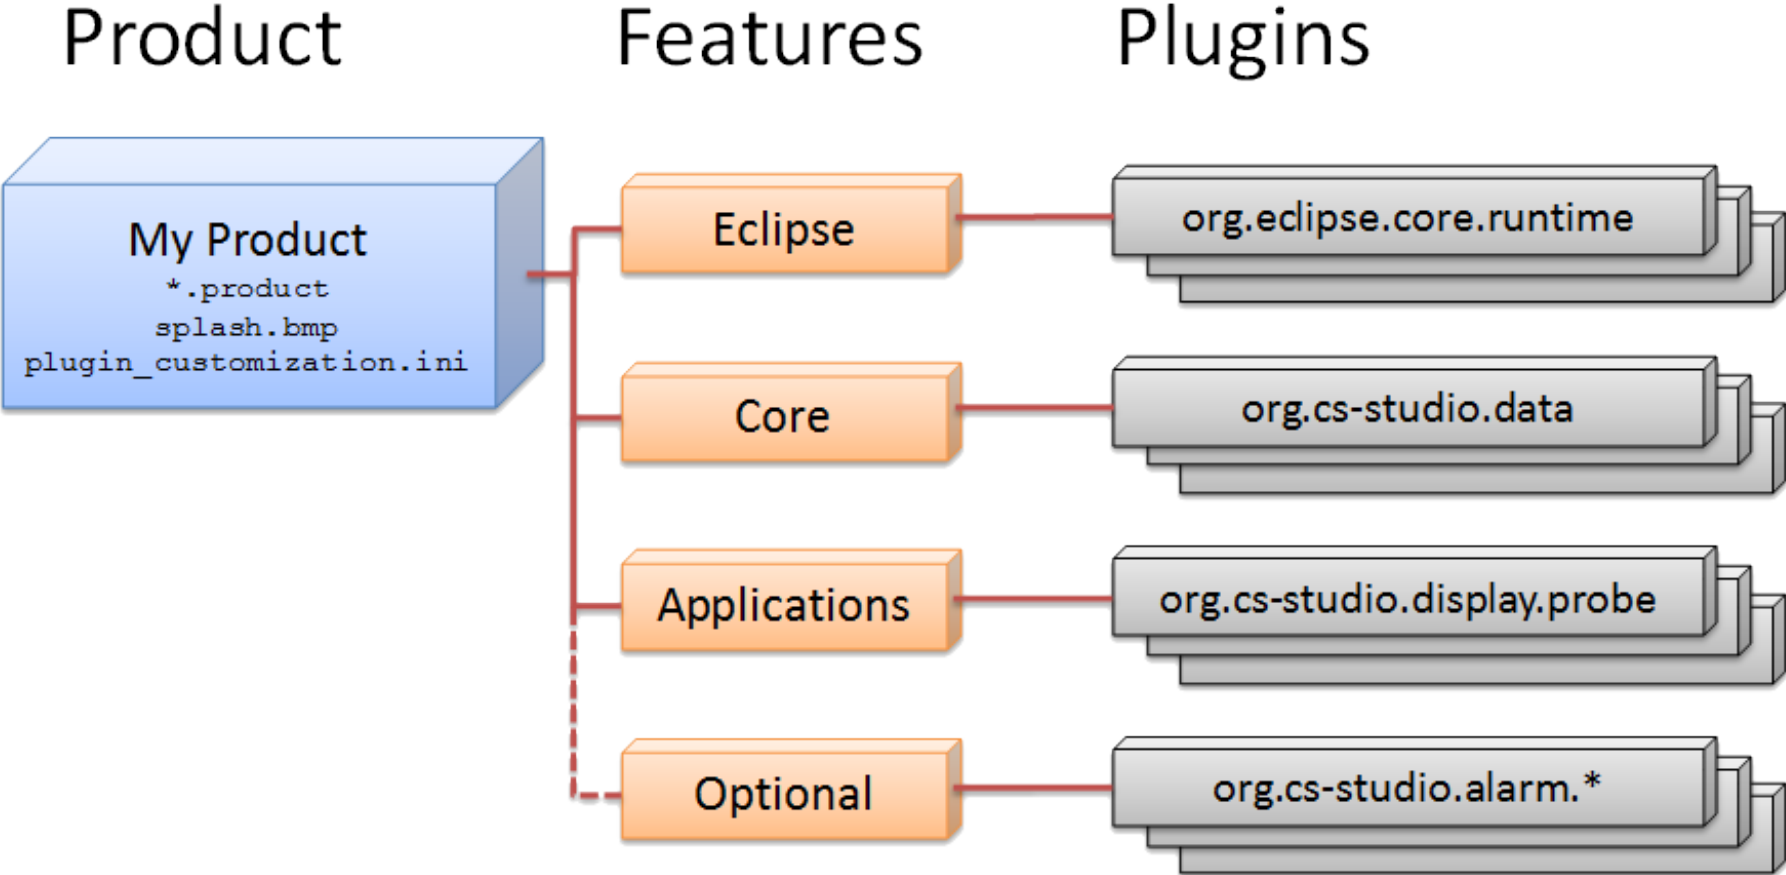 Product
Features
Plugins
My Product
*.product
splash.bmp
plugin_customization.ini
Eclipse
org.eclipse.core.runtime
Core
org.cs-studio.data
Applications
org.cs-studio.display.probe
Optional
org.cs-studio.alarm.*